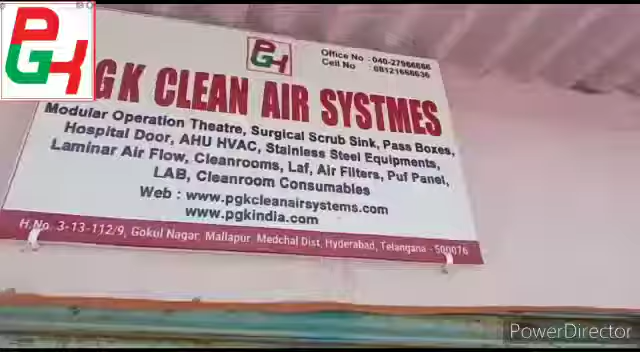 PGK
PGK
Office No : 040-27966666
Cell No : 08121668636
GK CLEAN AIR SYSTMES
Modular Operation Theatre, Surgical Scrub Sink, Pass Boxes,
Hospital Door, AHU HVAC, Stainless Steel Equipments,
Laminar Air Flow, Cleanrooms, Laf, Air Filters, Puf Panel,
LAB, Cleanroom Consumables
Web : www.pgkcleanairsystems.com
www.pgkindia.com
H.No. 3-13-112/9, Gokul Nagar, Mallapur, Medchal Dist, Hyderabad, Telangana - 500076
PowerDirector